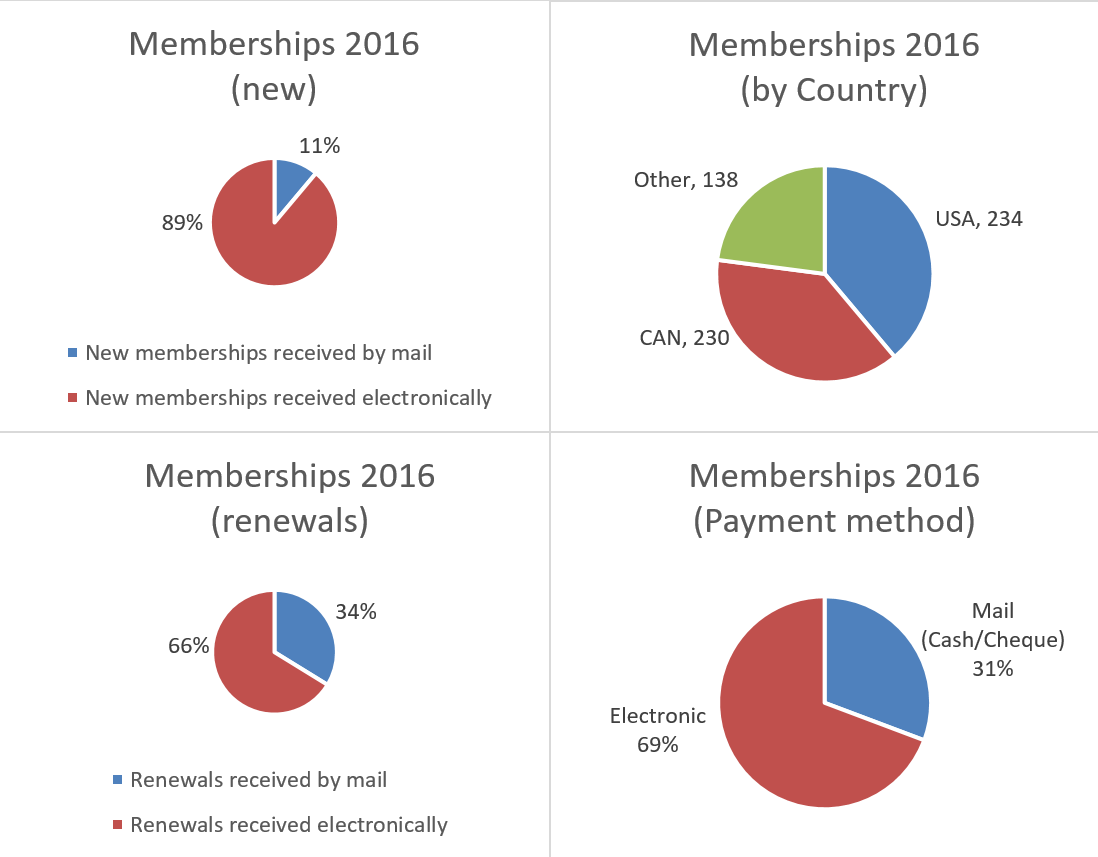 Memberships 2016
(new)
11%
89%
New memberships received by mail
New memberships received electronically
Memberships 2016
(by Country)
Other, 138
USA, 234
CAN, 230
Memberships 2016
(renewals)
34%
66%
Renewals received by mail
Renewals received electronically
Memberships 2016
(Payment method)
Mail
(Cash/Cheque)
31%
Electronic
69%